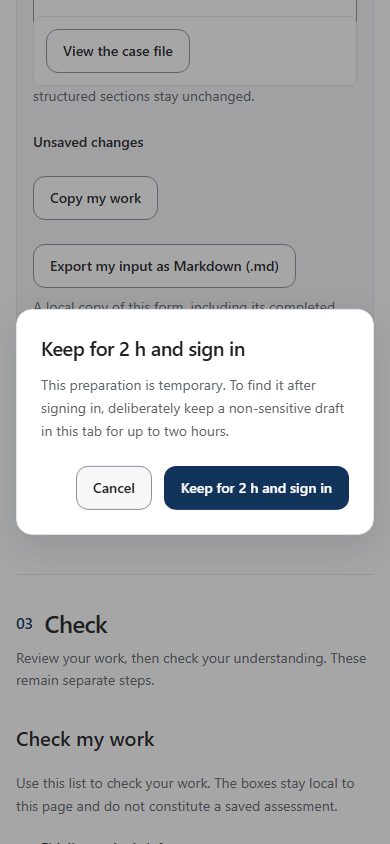 View the case file
structured sections stay unchanged.
Unsaved changes
Copy my work
Export my input as Markdown (.md)
A local copy of this form, including its completed
Keep for 2 h and sign in
This preparation is temporary. To find it after
signing in, deliberately keep a non-sensitive draft
in this tab for up to two hours.
Cancel
Keep for 2 h and sign in
03 Check
Review your work, then check your understanding. These
remain separate steps.
Check my work
Use this list to check your work. The boxes stay local to
this page and do not constitute a saved assessment.